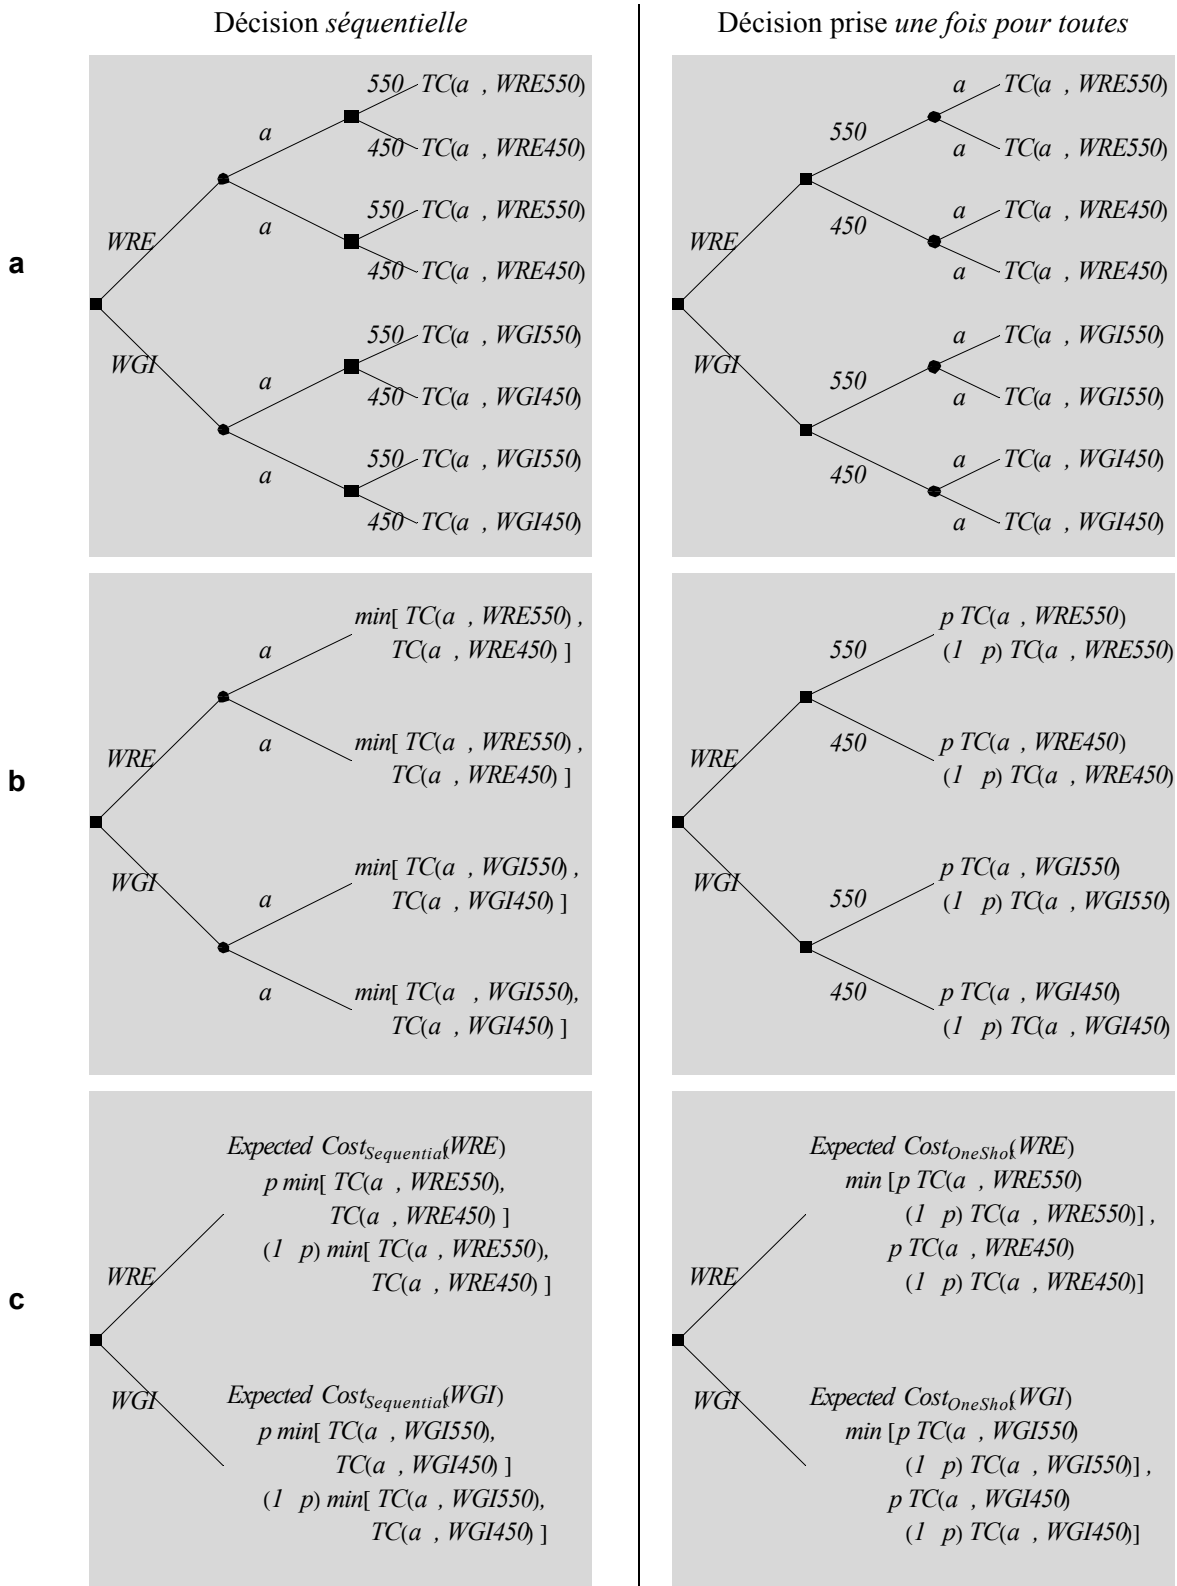 Décision séquentielle
a
550 TC(a , WRE550)
a
450 TC(a , WRE450)
WRE
550 TC(a , WRE550)
a
450 TC(a , WRE450)
WGI
550 TC(a , WGI550)
a
450 TC(a , WGI450)
550 TC(a , WGI550)
a
450 TC(a , WGI450)
Décision prise une fois pour toutes
a TC(a , WRE550)
550
a TC(a , WRE550)
WRE
a TC(a , WRE450)
450
a TC(a , WRE450)
WGI
a TC(a , WGI550)
550
a TC(a , WGI550)
a TC(a , WGI450)
450
a TC(a , WGI450)
b
min[ TC(a , WRE550) ,
a
TC(a , WRE450) ]
min[ TC(a , WRE550) ,
a
WRE
TC(a , WRE450) ]
min[ TC(a , WGI550) ,
WGI
a
TC(a , WGI450) ]
min[ TC(a , WGI550),
a
TC(a , WGI450) ]
p TC(a , WRE550)
550
(1 p) TC(a , WRE550)
p TC(a , WRE450)
450
WRE
(1 p) TC(a , WRE450)
p TC(a , WGI550)
WGI
550
(1 p) TC(a , WGI550)
p TC(a , WGI450)
450
(1 p) TC(a , WGI450)
c
Expected CostSequential(WRE)
p min[ TC(a , WRE550),
TC(a , WRE450) ]
(1 p) min[ TC(a , WRE550),
WRE
TC(a , WRE450) ]
WGI
Expected CostSequential(WGI)
p min[ TC(a , WGI550),
TC(a , WGI450) ]
(1 p) min[ TC(a , WGI550),
TC(a , WGI450) ]
Expected CostOneShot(WRE)
min [p TC(a , WRE550)
(1 p) TC(a , WRE550)] ,
p TC(a , WRE450)
WRE
(1 p) TC(a , WRE450)]
WGI
Expected CostOneShot(WGI)
min [p TC(a , WGI550)
(1 p) TC(a , WGI550)] ,
p TC(a , WGI450)
(1 p) TC(a , WGI450)]